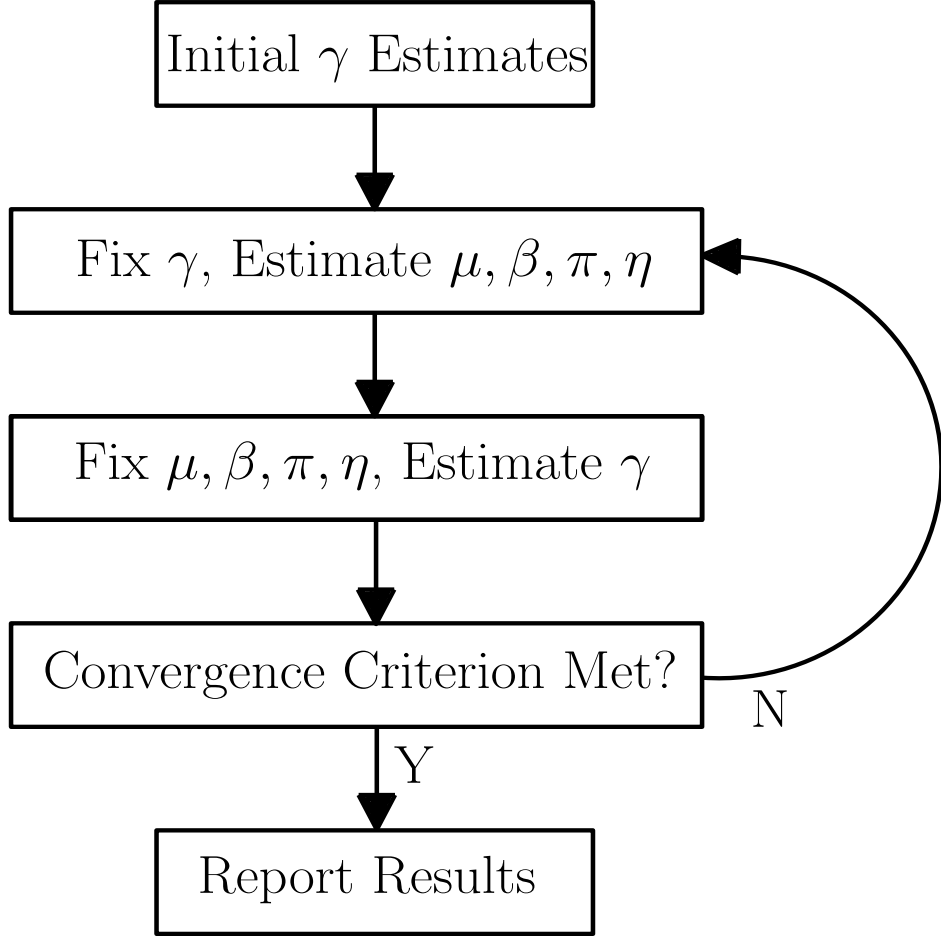 Initial γ Estimates
Fix γ, Estimate μ, β, π, η
Fix μ, β, π, η, Estimate γ
Convergence Criterion Met?
N
Y
Report Results